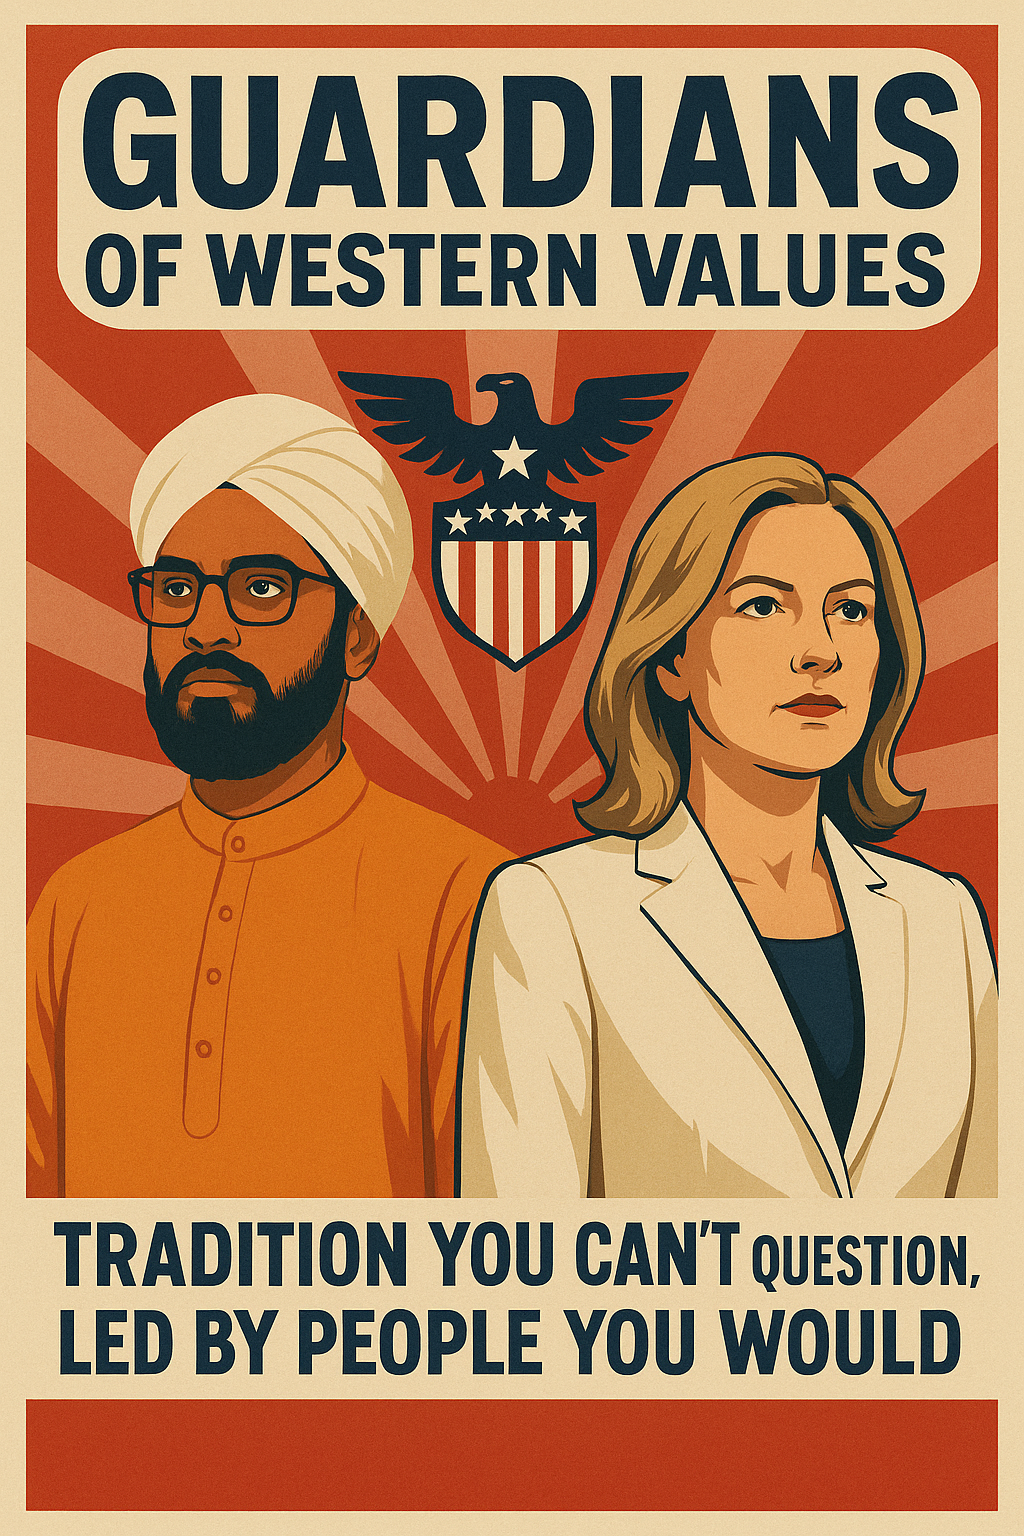 GUARDIANS
OF WESTERN VALUES
TRADITION YOU CAN'T QUESTION,
LED BY PEOPLE YOU WOULD